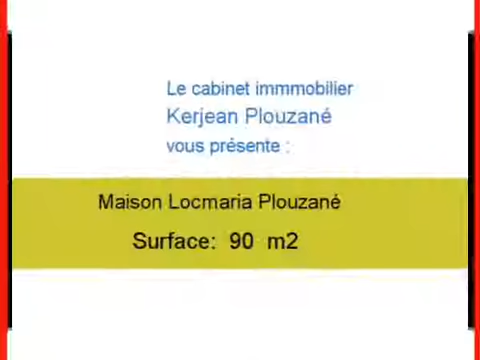 Le cabinet immmobilier
Kerjean Plouzané
vous présente :
Maison Locmaria Plouzané
Surface: 90 m2